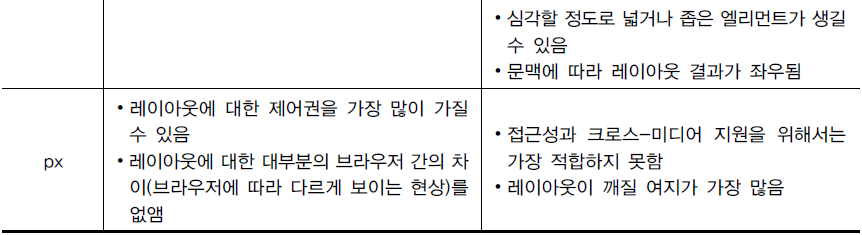 • 심각할 정도로 넓거나 좁은 엘리먼트가 생길
수 있음
• 문맥에 따라 레이아웃 결과가 좌우됨
px
• 레이아웃에 대한 제어권을 가장 많이 가질
수 있음
• 레이아웃에 대한 대부분의 브라우저 간의 차
이(브라우저에 따라 다르게 보이는 현상)를
없앰
• 접근성과 크로스-미디어 지원을 위해서는
가장 적합하지 못함
• 레이아웃이 깨질 여지가 가장 많음